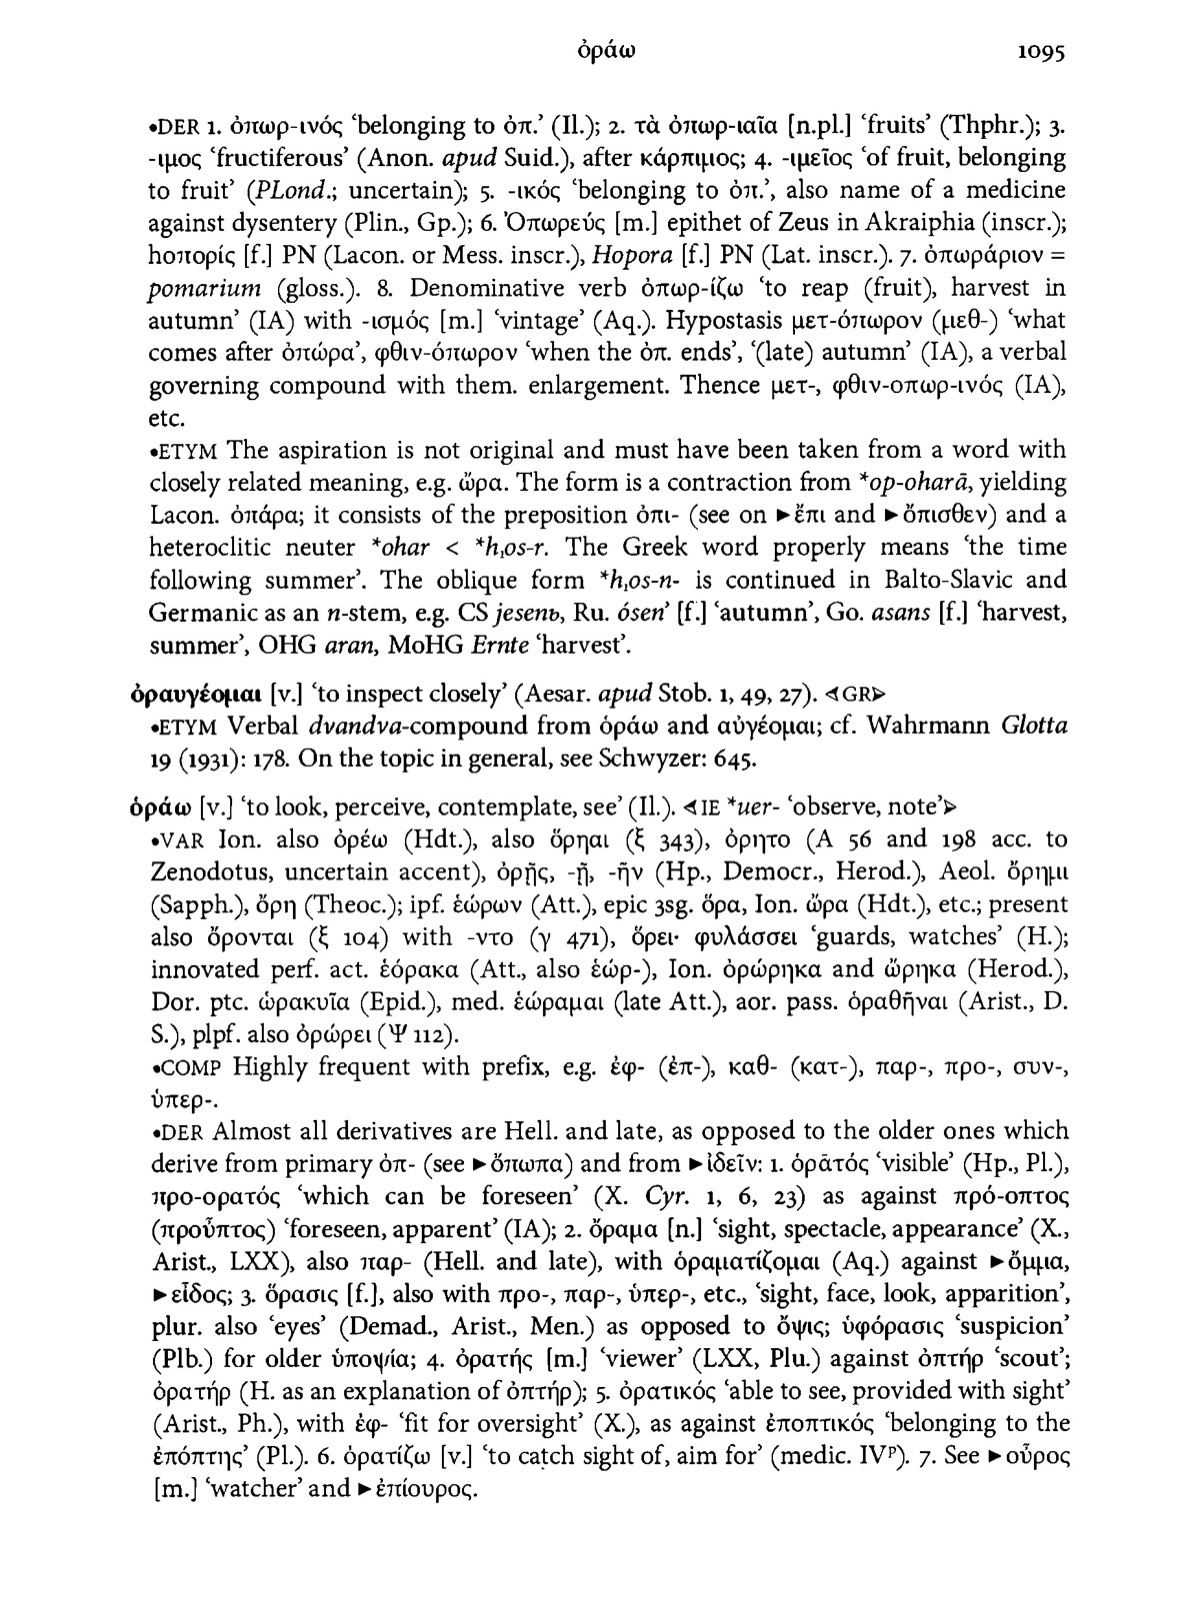 ὁράω 1095
•DER 1. ὀπωρ-ινός ‘belonging to ὀπ.’ (Il.); 2. τὰ ὀπωρ-ιαῖα [n.pl.] ‘fruits’ (Thphr.); 3.
-ιμος ‘fructiferous’ (Anon. apud Suid.), after κάρπιμος; 4. -ιμεῖος ‘of fruit, belonging
to fruit’ (PLond.; uncertain); 5. -ικός ‘belonging to ὀπ.’, also name of a medicine
against dysentery (Plin., Gp.); 6. Ὀπωρεύς [m.] epithet of Zeus in Akraiphia (inscr.);
hοπορίς [f.] PN (Lacon. or Mess. inscr.), Hopora [f.] PN (Lat. inscr.). 7. ὀπωράριον =
pomarium (gloss.). 8. Denominative verb ὀπωρ-ίζω ‘to reap (fruit), harvest in
autumn’ (IA) with -ισμός [m.] ‘vintage’ (Aq.). Hypostasis μετ-όπωρον (μεθ-) ‘what
comes after ὀπώρα’, φθιν-όπωρον ‘when the ὀπ. ends’, ‘(late) autumn’ (IA), a verbal
governing compound with them. enlargement. Thence μετ-, φθιν-οπωρ-ινός (IA),
etc.
•ETYM The aspiration is not original and must have been taken from a word with
closely related meaning, e.g. ὥρα. The form is a contraction from *op-oharā, yielding
Lacon. ὀπάρα; it consists of the preposition ὀπι- (see on ►ἔπι and ►ὄπισθεν) and a
heteroclitic neuter *ohar < *h₁os-r. The Greek word properly means ‘the time
following summer’. The oblique form *h₁os-n- is continued in Balto-Slavic and
Germanic as an n-stem, e.g. CS jesenь, Ru. ósen’ [f.] ‘autumn’, Go. asans [f.] ‘harvest,
summer’, OHG aran, MoHG Ernte ‘harvest’.
ὁραυγέομαι [v.] ‘to inspect closely’ (Aesar. apud Stob. 1, 49, 27). ⊲GR⊳
•ETYM Verbal dvandva-compound from ὁράω and αὐγέομαι; cf. Wahrmann Glotta
19 (1931): 178. On the topic in general, see Schwyzer: 645.
ὁράω [v.] ‘to look, perceive, contemplate, see’ (Il.). ⊲IE *uer- ‘observe, note’⊳
•VAR Ion. also ὁρέω (Hdt.), also ὅρηαι (ξ 343), ὁρητο (A 56 and 198 acc. to
Zenodotus, uncertain accent), ὁρῇς, -ῇ, -ῆν (Hp., Democr., Herod.), Aeol. ὄρημι
(Sapph.), ὅρη (Theoc.); ipf. ἑώρων (Att.), epic 3sg. ὅρα, Ion. ὥρα (Hdt.), etc.; present
also ὄρονται (ξ 104) with -ντο (γ 471), ὄρει· φυλάσσει ‘guards, watches’ (H.);
innovated perf. act. ἑόρακα (Att., also ἑώρ-), Ion. ὁρώρηκα and ὥρηκα (Herod.),
Dor. ptc. ὡρακυῖα (Epid.), med. ἑώραμαι (late Att.), aor. pass. ὁραθῆναι (Arist., D.
S.), plpf. also ὀρώρει (Ψ 112).
•COMP Highly frequent with prefix, e.g. ἐφ- (ἐπ-), καθ- (κατ-), παρ-, προ-, συν-,
ὑπερ-.
•DER Almost all derivatives are Hell. and late, as opposed to the older ones which
derive from primary ὀπ- (see ►ὄπωπα) and from ►ἰδεῖν: 1. ὁρᾱτός ‘visible’ (Hp., Pl.),
προ-ορατός ‘which can be foreseen’ (X. Cyr. 1, 6, 23) as against πρό-οπτος
(προὖπτος) ‘foreseen, apparent’ (IA); 2. ὅραμα [n.] ‘sight, spectacle, appearance’ (X.,
Arist., LXX), also παρ- (Hell. and late), with ὁραματίζομαι (Aq.) against ►ὄμμα,
►εἶδος; 3. ὅρασις [f.], also with προ-, παρ-, ὑπερ-, etc., ‘sight, face, look, apparition’,
plur. also ‘eyes’ (Demad., Arist., Men.) as opposed to ὄψις; ὑφόρασις ‘suspicion’
(Plb.) for older ὑποψία; 4. ὁρατής [m.] ‘viewer’ (LXX, Plu.) against ὀπτήρ ‘scout’;
ὁρατήρ (H. as an explanation of ὀπτήρ); 5. ὁρατικός ‘able to see, provided with sight’
(Arist., Ph.), with ἐφ- ‘fit for oversight’ (X.), as against ἐποπτικός ‘belonging to the
ἐπόπτης’ (Pl.). 6. ὁρατίζω [v.] ‘to catch sight of, aim for’ (medic. IVᵖ). 7. See ►οὖρος
[m.] ‘watcher’ and ►ἐπίουρος.